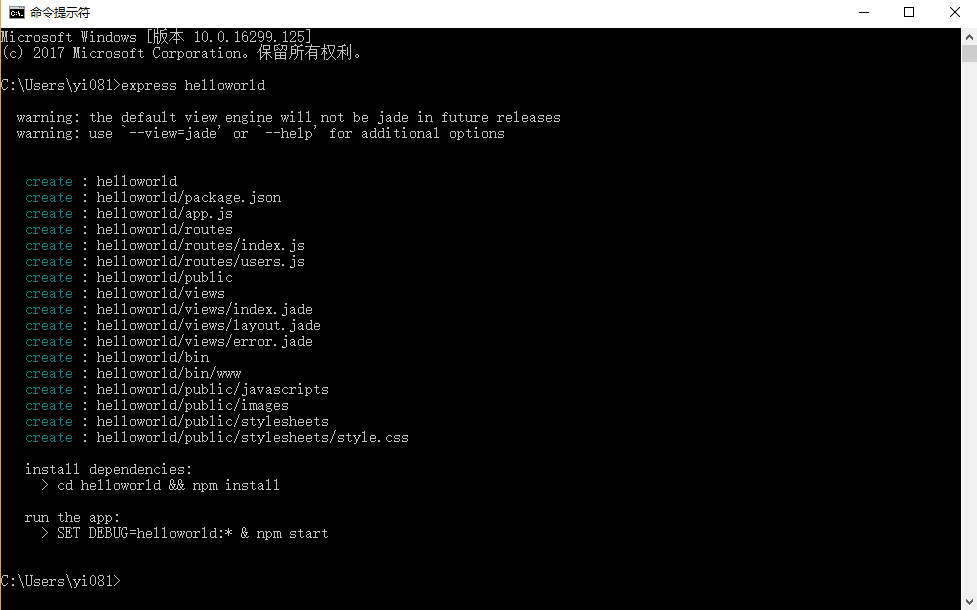 命令提示符
Microsoft Windows [版本 10.0.16299.125]
(c) 2017 Microsoft Corporation。保留所有权利。
C:\Users\yi081>express helloworld
warning: the default view engine will not be jade in future releases
warning: use `--view=jade' or `--help' for additional options
create : helloworld
create : helloworld/package.json
create : helloworld/app.js
create : helloworld/routes
create : helloworld/routes/index.js
create : helloworld/routes/users.js
create : helloworld/public
create : helloworld/views
create : helloworld/views/index.jade
create : helloworld/views/layout.jade
create : helloworld/views/error.jade
create : helloworld/bin
create : helloworld/bin/www
create : helloworld/public/javascripts
create : helloworld/public/images
create : helloworld/public/stylesheets
create : helloworld/public/stylesheets/style.css
install dependencies:
> cd helloworld && npm install
run the app:
> SET DEBUG=helloworld:* & npm start
C:\Users\yi081>